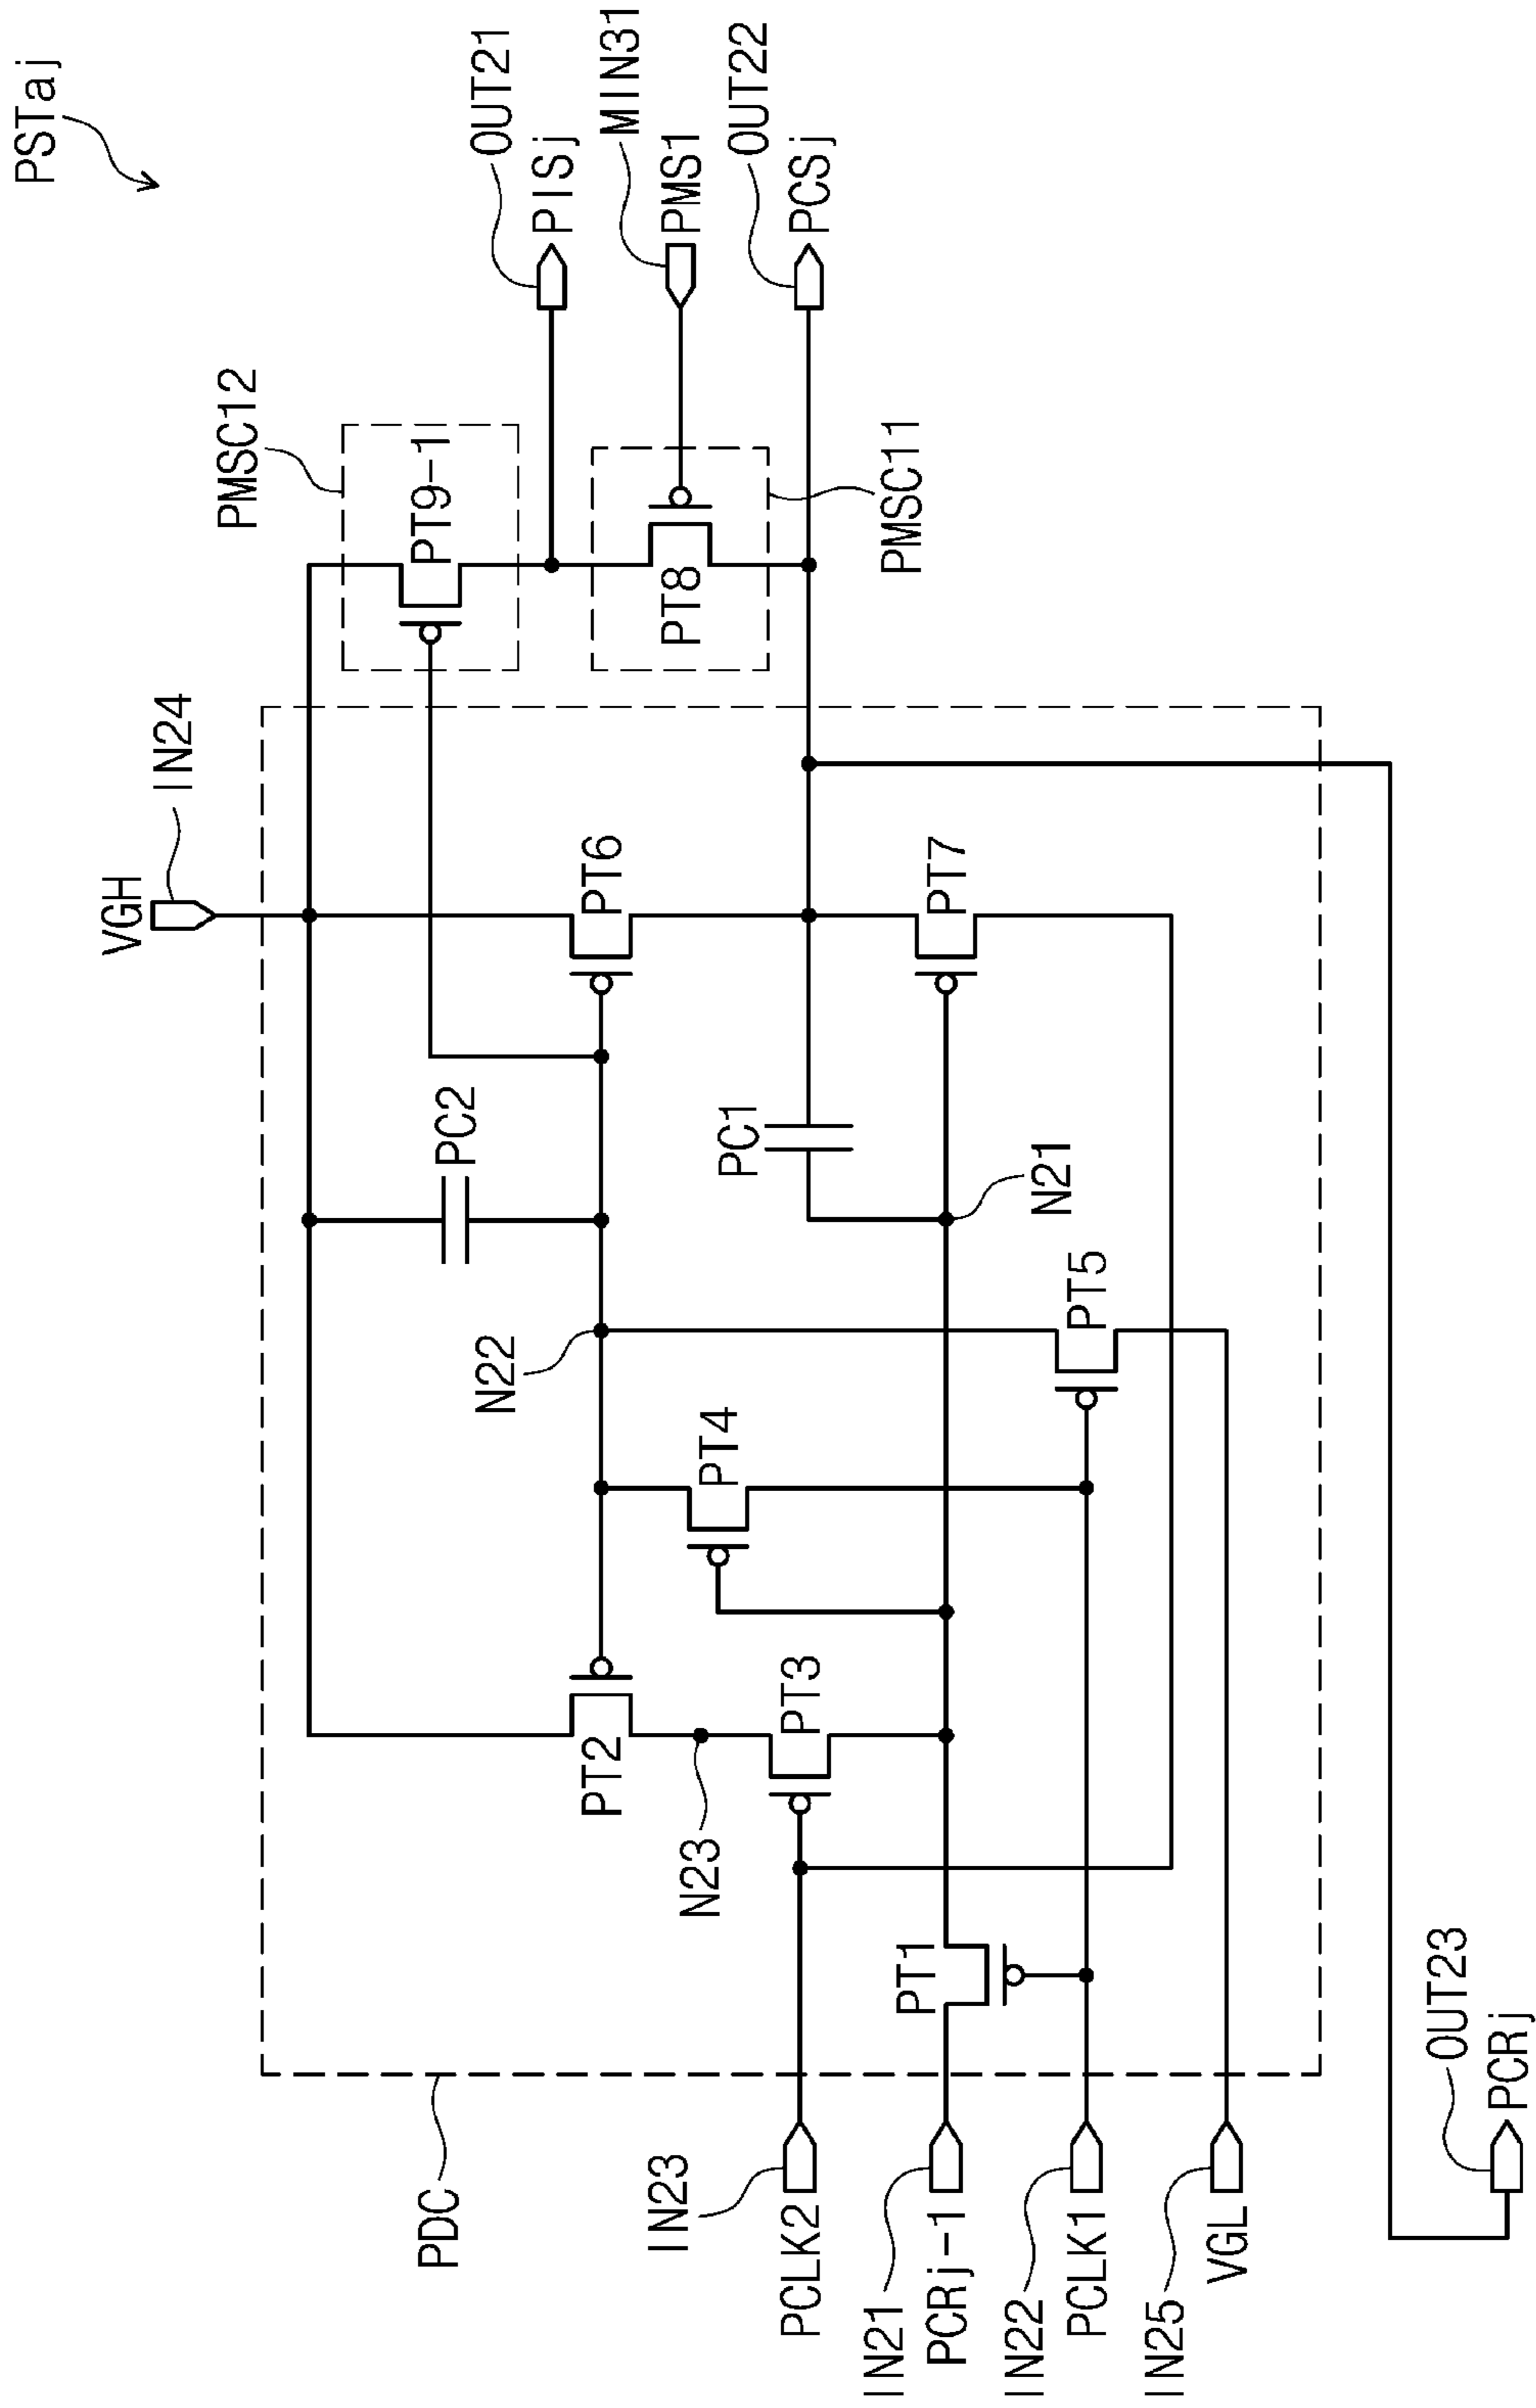 PSTaj
OUT21
PISj
MIN31
PMS1
OUT22
PCSj
PMSC12
PT9-1
PT8
PMSC11
IN24
VGH
PT6
PT7
PC2
PC1
N21
N22
PT5
PT4
PT2
N23
PT3
PT1
PDC
IN23
PCLK2
IN21
PCRj-1
IN22
PCLK1
IN25
VGL
OUT23
PCRj